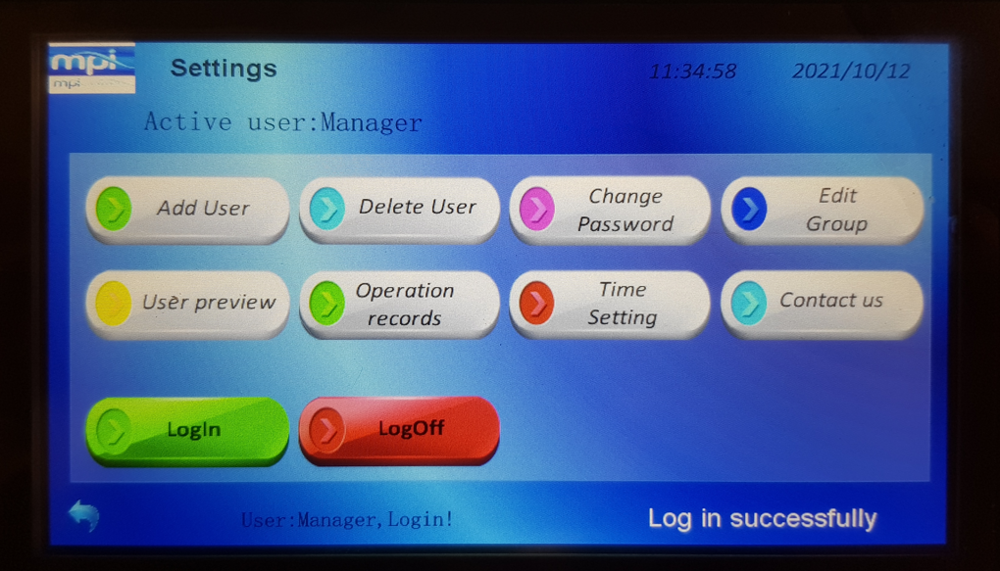 mpi
mpi
Settings
11:34:58
2021/10/12
Active user:Manager
Add User
Delete User
Change
Password
Edit
Group
User preview
Operation
records
Time
Setting
Contact us
LogIn
LogOff
User:Manager,Login!
Log in successfully